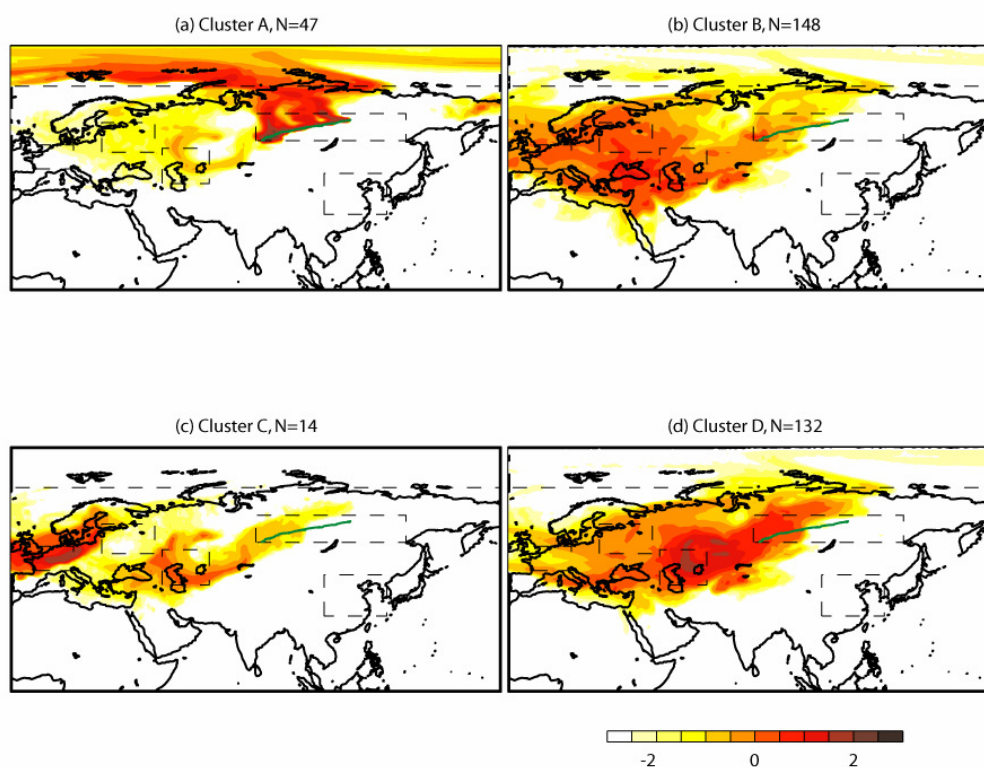 (a) Cluster A, N=47
(b) Cluster B, N=148
(c) Cluster C, N=14
(d) Cluster D, N=132
-2 0 2